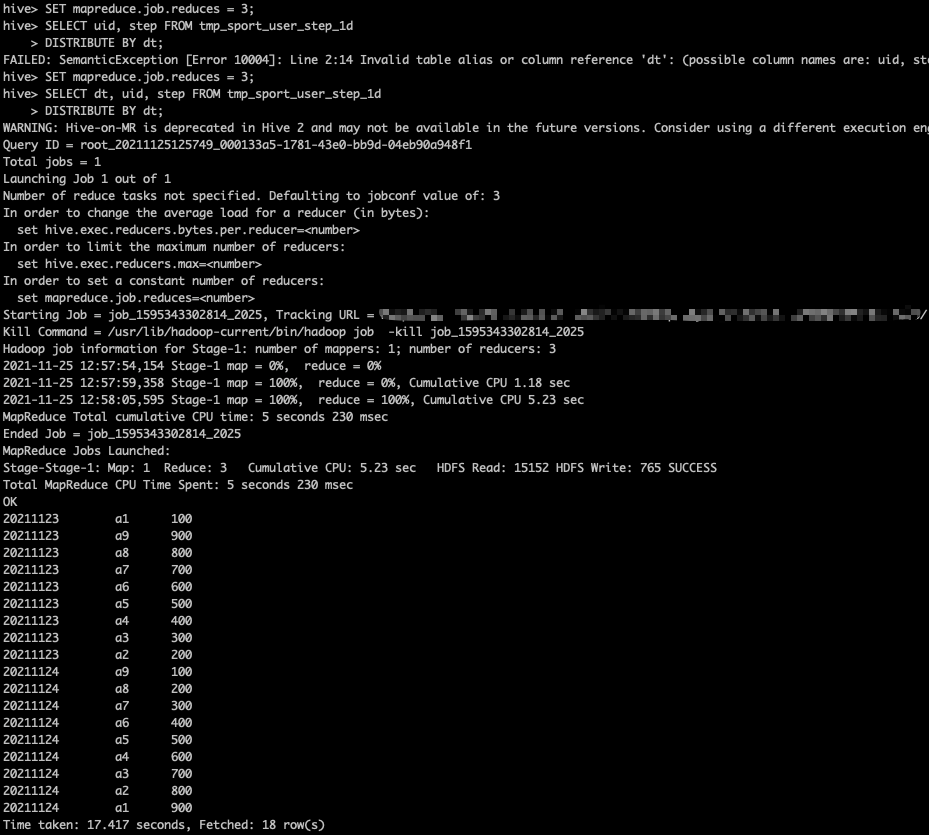 hive> SET mapreduce.job.reduces = 3;
hive> SELECT uid, step FROM tmp_sport_user_step_1d
    > DISTRIBUTE BY dt;
FAILED: SemanticException [Error 10004]: Line 2:14 Invalid table alias or column reference 'dt': (possible column names are: uid, ste
hive> SET mapreduce.job.reduces = 3;
hive> SELECT dt, uid, step FROM tmp_sport_user_step_1d
    > DISTRIBUTE BY dt;
WARNING: Hive-on-MR is deprecated in Hive 2 and may not be available in the future versions. Consider using a different execution eng
Query ID = root_20211125125749_000133a5-1781-43e0-bb9d-04eb90a948f1
Total jobs = 1
Launching Job 1 out of 1
Number of reduce tasks not specified. Defaulting to jobconf value of: 3
In order to change the average load for a reducer (in bytes):
  set hive.exec.reducers.bytes.per.reducer=<number>
In order to limit the maximum number of reducers:
  set hive.exec.reducers.max=<number>
In order to set a constant number of reducers:
  set mapreduce.job.reduces=<number>
Starting Job = job_1595343302814_2025, Tracking URL = /
Kill Command = /usr/lib/hadoop-current/bin/hadoop job  -kill job_1595343302814_2025
Hadoop job information for Stage-1: number of mappers: 1; number of reducers: 3
2021-11-25 12:57:54,154 Stage-1 map = 0%,  reduce = 0%
2021-11-25 12:57:59,358 Stage-1 map = 100%,  reduce = 0%, Cumulative CPU 1.18 sec
2021-11-25 12:58:05,595 Stage-1 map = 100%,  reduce = 100%, Cumulative CPU 5.23 sec
MapReduce Total cumulative CPU time: 5 seconds 230 msec
Ended Job = job_1595343302814_2025
MapReduce Jobs Launched:
Stage-Stage-1: Map: 1  Reduce: 3   Cumulative CPU: 5.23 sec   HDFS Read: 15152 HDFS Write: 765 SUCCESS
Total MapReduce CPU Time Spent: 5 seconds 230 msec
OK
20211123	a1	100
20211123	a9	900
20211123	a8	800
20211123	a7	700
20211123	a6	600
20211123	a5	500
20211123	a4	400
20211123	a3	300
20211123	a2	200
20211124	a9	100
20211124	a8	200
20211124	a7	300
20211124	a6	400
20211124	a5	500
20211124	a4	600
20211124	a3	700
20211124	a2	800
20211124	a1	900
Time taken: 17.417 seconds, Fetched: 18 row(s)